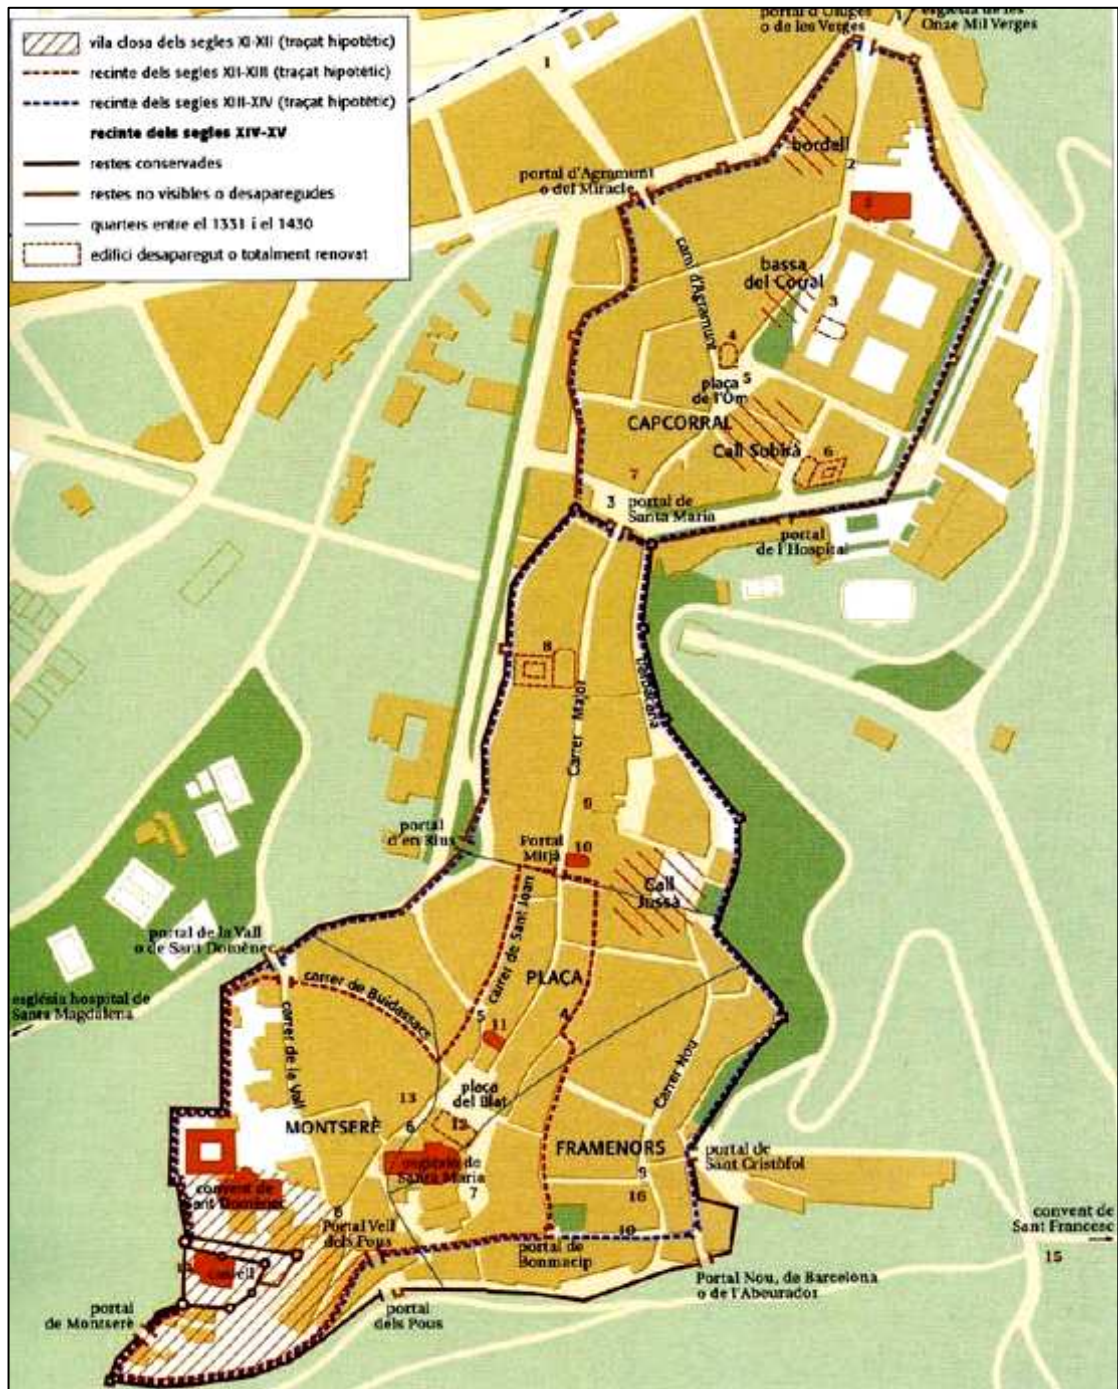 vila closa dels segles XI-XII (traçat hipotètic)
recinte dels segles XII-XIII (traçat hipotètic)
recinte dels segles XIII-XIV (traçat hipotètic)
recinte dels segles XIV-XV
restes conservades
restes no visibles o desaparegudes
quarters entre el 1331 i el 1430
edifici desaparegut o totalment renovat
o de les Verges
Onze Mil Verges
1
bordell
2
2
portal d'Agramunt
o del Miracle
camí d'Agramunt
bassa
del Corral
3
4
5
plaça
de l'Om
CAPCORRAL
Call Sobirà
6
7
3
portal de
Santa Maria
portal
de l'Hospital
8
Carrer Major
9
portal
d'en Rius
Portal
Mitjà
10
Call
Jussà
portal de la Vall
o de Sant Domènec
carrer de Sant Joan
PLAÇA
església hospital de
Santa Magdalena
carrer de la Vall
5
11
4
Carrer Nou
plaça
del Blat
13
6
12
MONTSERÈ
FRAMENORS
portal de
Sant Cristòfol
església de
Santa Maria
7
9
16
convent de
Sant Domènec
8
Portal Vell
dels Pous
10
portal de
Bonmacip
convent de
Sant Francesc
15
castell
Portal Nou, de Barcelona
o de l'Abeurador
portal
de Montserè
portal
dels Pous